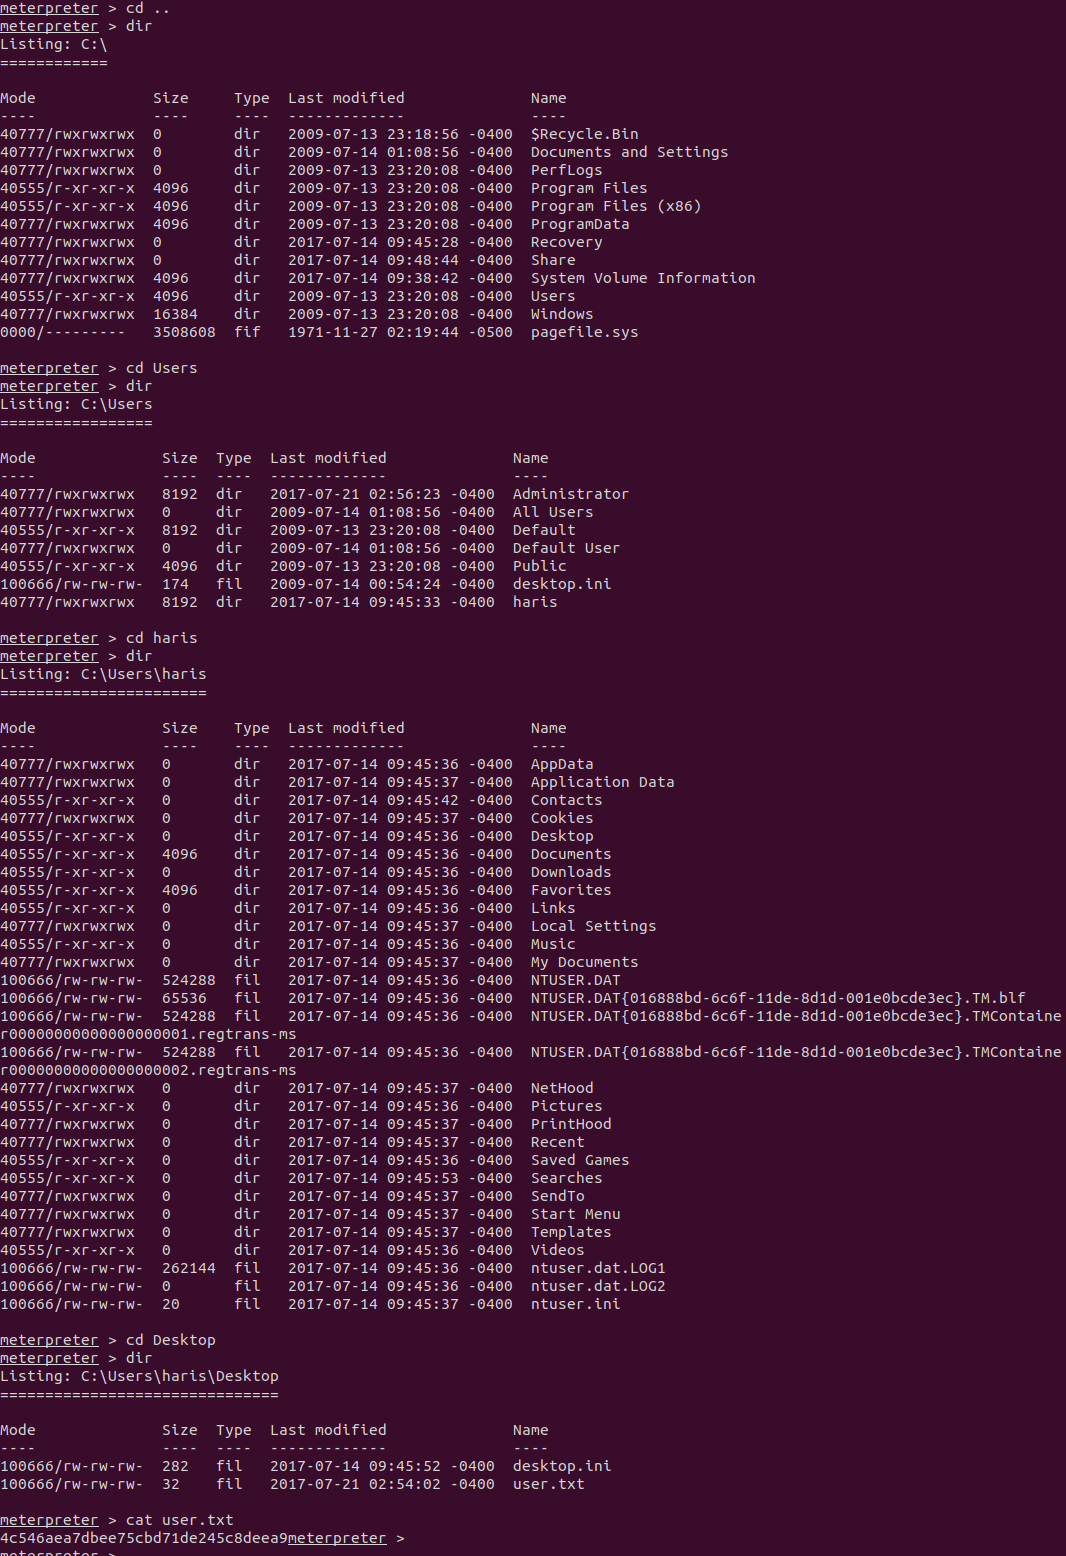 meterpreter > cd ..
meterpreter > dir
Listing: C:\
============
Mode             Size     Type  Last modified              Name
----             ----     ----  -------------              ----
40777/rwxrwxrwx  0        dir   2009-07-13 23:18:56 -0400  $Recycle.Bin
40777/rwxrwxrwx  0        dir   2009-07-14 01:08:56 -0400  Documents and Settings
40777/rwxrwxrwx  0        dir   2009-07-13 23:20:08 -0400  PerfLogs
40555/r-xr-xr-x  4096     dir   2009-07-13 23:20:08 -0400  Program Files
40555/r-xr-xr-x  4096     dir   2009-07-13 23:20:08 -0400  Program Files (x86)
40777/rwxrwxrwx  4096     dir   2009-07-13 23:20:08 -0400  ProgramData
40777/rwxrwxrwx  0        dir   2017-07-14 09:45:28 -0400  Recovery
40777/rwxrwxrwx  0        dir   2017-07-14 09:48:44 -0400  Share
40777/rwxrwxrwx  4096     dir   2017-07-14 09:38:42 -0400  System Volume Information
40555/r-xr-xr-x  4096     dir   2009-07-13 23:20:08 -0400  Users
40777/rwxrwxrwx  16384    dir   2009-07-13 23:20:08 -0400  Windows
0000/---------   3508608  fif   1971-11-27 02:19:44 -0500  pagefile.sys
meterpreter > cd Users
meterpreter > dir
Listing: C:\Users
=================
Mode              Size  Type  Last modified              Name
----              ----  ----  -------------              ----
40777/rwxrwxrwx   8192  dir   2017-07-21 02:56:23 -0400  Administrator
40777/rwxrwxrwx   0     dir   2009-07-14 01:08:56 -0400  All Users
40555/r-xr-xr-x   8192  dir   2009-07-13 23:20:08 -0400  Default
40777/rwxrwxrwx   0     dir   2009-07-14 01:08:56 -0400  Default User
40555/r-xr-xr-x   4096  dir   2009-07-13 23:20:08 -0400  Public
100666/rw-rw-rw-  174   fil   2009-07-14 00:54:24 -0400  desktop.ini
40777/rwxrwxrwx   8192  dir   2017-07-14 09:45:33 -0400  haris
meterpreter > cd haris
meterpreter > dir
Listing: C:\Users\haris
=======================
Mode              Size    Type  Last modified              Name
----              ----    ----  -------------              ----
40777/rwxrwxrwx   0       dir   2017-07-14 09:45:36 -0400  AppData
40777/rwxrwxrwx   0       dir   2017-07-14 09:45:37 -0400  Application Data
40555/r-xr-xr-x   0       dir   2017-07-14 09:45:42 -0400  Contacts
40777/rwxrwxrwx   0       dir   2017-07-14 09:45:37 -0400  Cookies
40555/r-xr-xr-x   0       dir   2017-07-14 09:45:36 -0400  Desktop
40555/r-xr-xr-x   4096    dir   2017-07-14 09:45:36 -0400  Documents
40555/r-xr-xr-x   0       dir   2017-07-14 09:45:36 -0400  Downloads
40555/r-xr-xr-x   4096    dir   2017-07-14 09:45:36 -0400  Favorites
40555/r-xr-xr-x   0       dir   2017-07-14 09:45:36 -0400  Links
40777/rwxrwxrwx   0       dir   2017-07-14 09:45:37 -0400  Local Settings
40555/r-xr-xr-x   0       dir   2017-07-14 09:45:36 -0400  Music
40777/rwxrwxrwx   0       dir   2017-07-14 09:45:37 -0400  My Documents
100666/rw-rw-rw-  524288  fil   2017-07-14 09:45:36 -0400  NTUSER.DAT
100666/rw-rw-rw-  65536   fil   2017-07-14 09:45:36 -0400  NTUSER.DAT{016888bd-6c6f-11de-8d1d-001e0bcde3ec}.TM.blf
100666/rw-rw-rw-  524288  fil   2017-07-14 09:45:36 -0400  NTUSER.DAT{016888bd-6c6f-11de-8d1d-001e0bcde3ec}.TMContaine
r00000000000000000001.regtrans-ms
100666/rw-rw-rw-  524288  fil   2017-07-14 09:45:36 -0400  NTUSER.DAT{016888bd-6c6f-11de-8d1d-001e0bcde3ec}.TMContaine
r00000000000000000002.regtrans-ms
40777/rwxrwxrwx   0       dir   2017-07-14 09:45:37 -0400  NetHood
40555/r-xr-xr-x   0       dir   2017-07-14 09:45:36 -0400  Pictures
40777/rwxrwxrwx   0       dir   2017-07-14 09:45:37 -0400  PrintHood
40777/rwxrwxrwx   0       dir   2017-07-14 09:45:37 -0400  Recent
40555/r-xr-xr-x   0       dir   2017-07-14 09:45:36 -0400  Saved Games
40555/r-xr-xr-x   0       dir   2017-07-14 09:45:53 -0400  Searches
40777/rwxrwxrwx   0       dir   2017-07-14 09:45:37 -0400  SendTo
40777/rwxrwxrwx   0       dir   2017-07-14 09:45:37 -0400  Start Menu
40777/rwxrwxrwx   0       dir   2017-07-14 09:45:37 -0400  Templates
40555/r-xr-xr-x   0       dir   2017-07-14 09:45:36 -0400  Videos
100666/rw-rw-rw-  262144  fil   2017-07-14 09:45:37 -0400  ntuser.dat.LOG1
100666/rw-rw-rw-  0       fil   2017-07-14 09:45:37 -0400  ntuser.dat.LOG2
100666/rw-rw-rw-  20      fil   2017-07-14 09:45:37 -0400  ntuser.ini
meterpreter > cd Desktop
meterpreter > dir
Listing: C:\Users\haris\Desktop
===============================
Mode              Size  Type  Last modified              Name
----              ----  ----  -------------              ----
100666/rw-rw-rw-  282   fil   2017-07-14 09:45:52 -0400  desktop.ini
100666/rw-rw-rw-  32    fil   2017-07-21 02:54:02 -0400  user.txt
meterpreter > cat user.txt
4c546aea7dbee75cbd71de245c8deea9meterpreter >
meterpreter >